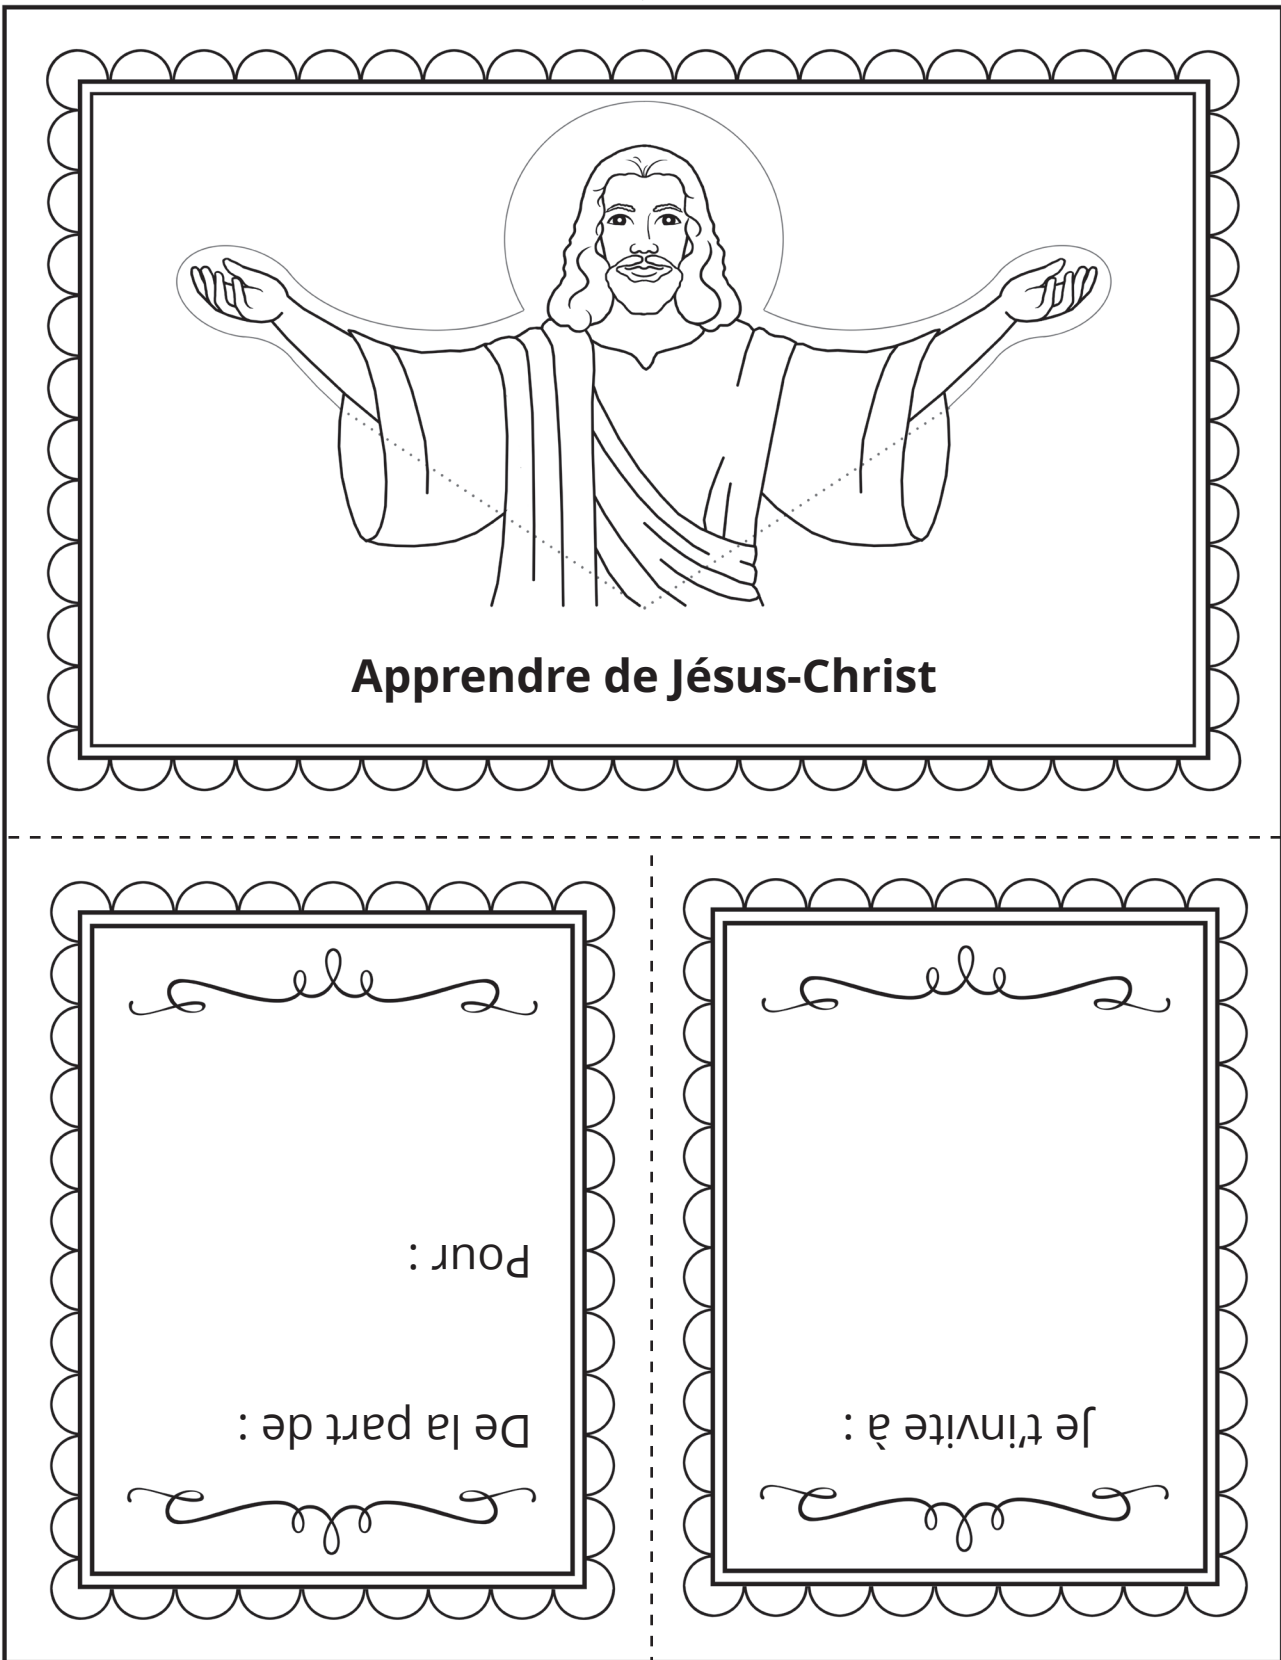 Apprendre de Jésus-Christ
De la part de :
Pour :
Je t'invite à :